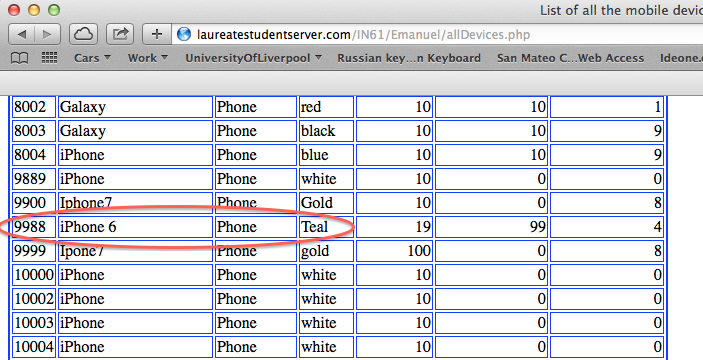 List of all the mobile devic
laureatestudentserver.com/IN61/Emanuel/allDevices.php
Cars Work UniversityOfLiverpool Russian key...n Keyboard San Mateo C...Web Access Ideone.
8002 Galaxy Phone red 10 10 1
8003 Galaxy Phone black 10 10 9
8004 iPhone Phone blue 10 10 9
9889 iPhone Phone white 10 0 0
9900 Iphone7 Phone Gold 10 0 8
9988 iPhone 6 Phone Teal 19 99 4
9999 Ipone7 Phone gold 100 0 8
10000 iPhone Phone white 10 0 0
10002 iPhone Phone white 10 0 0
10003 iPhone Phone white 10 0 0
10004 iPhone Phone white 10 0 0